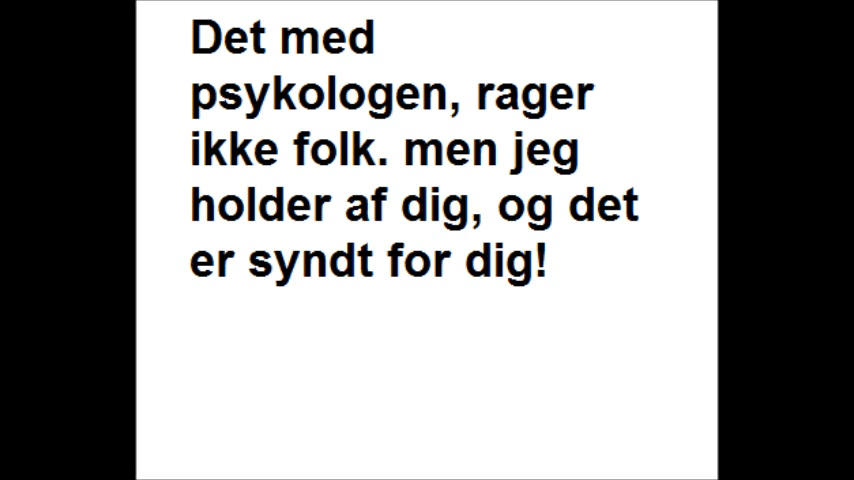 Det med
psykologen, rager
ikke folk. men jeg
holder af dig, og det
er syndt for dig!